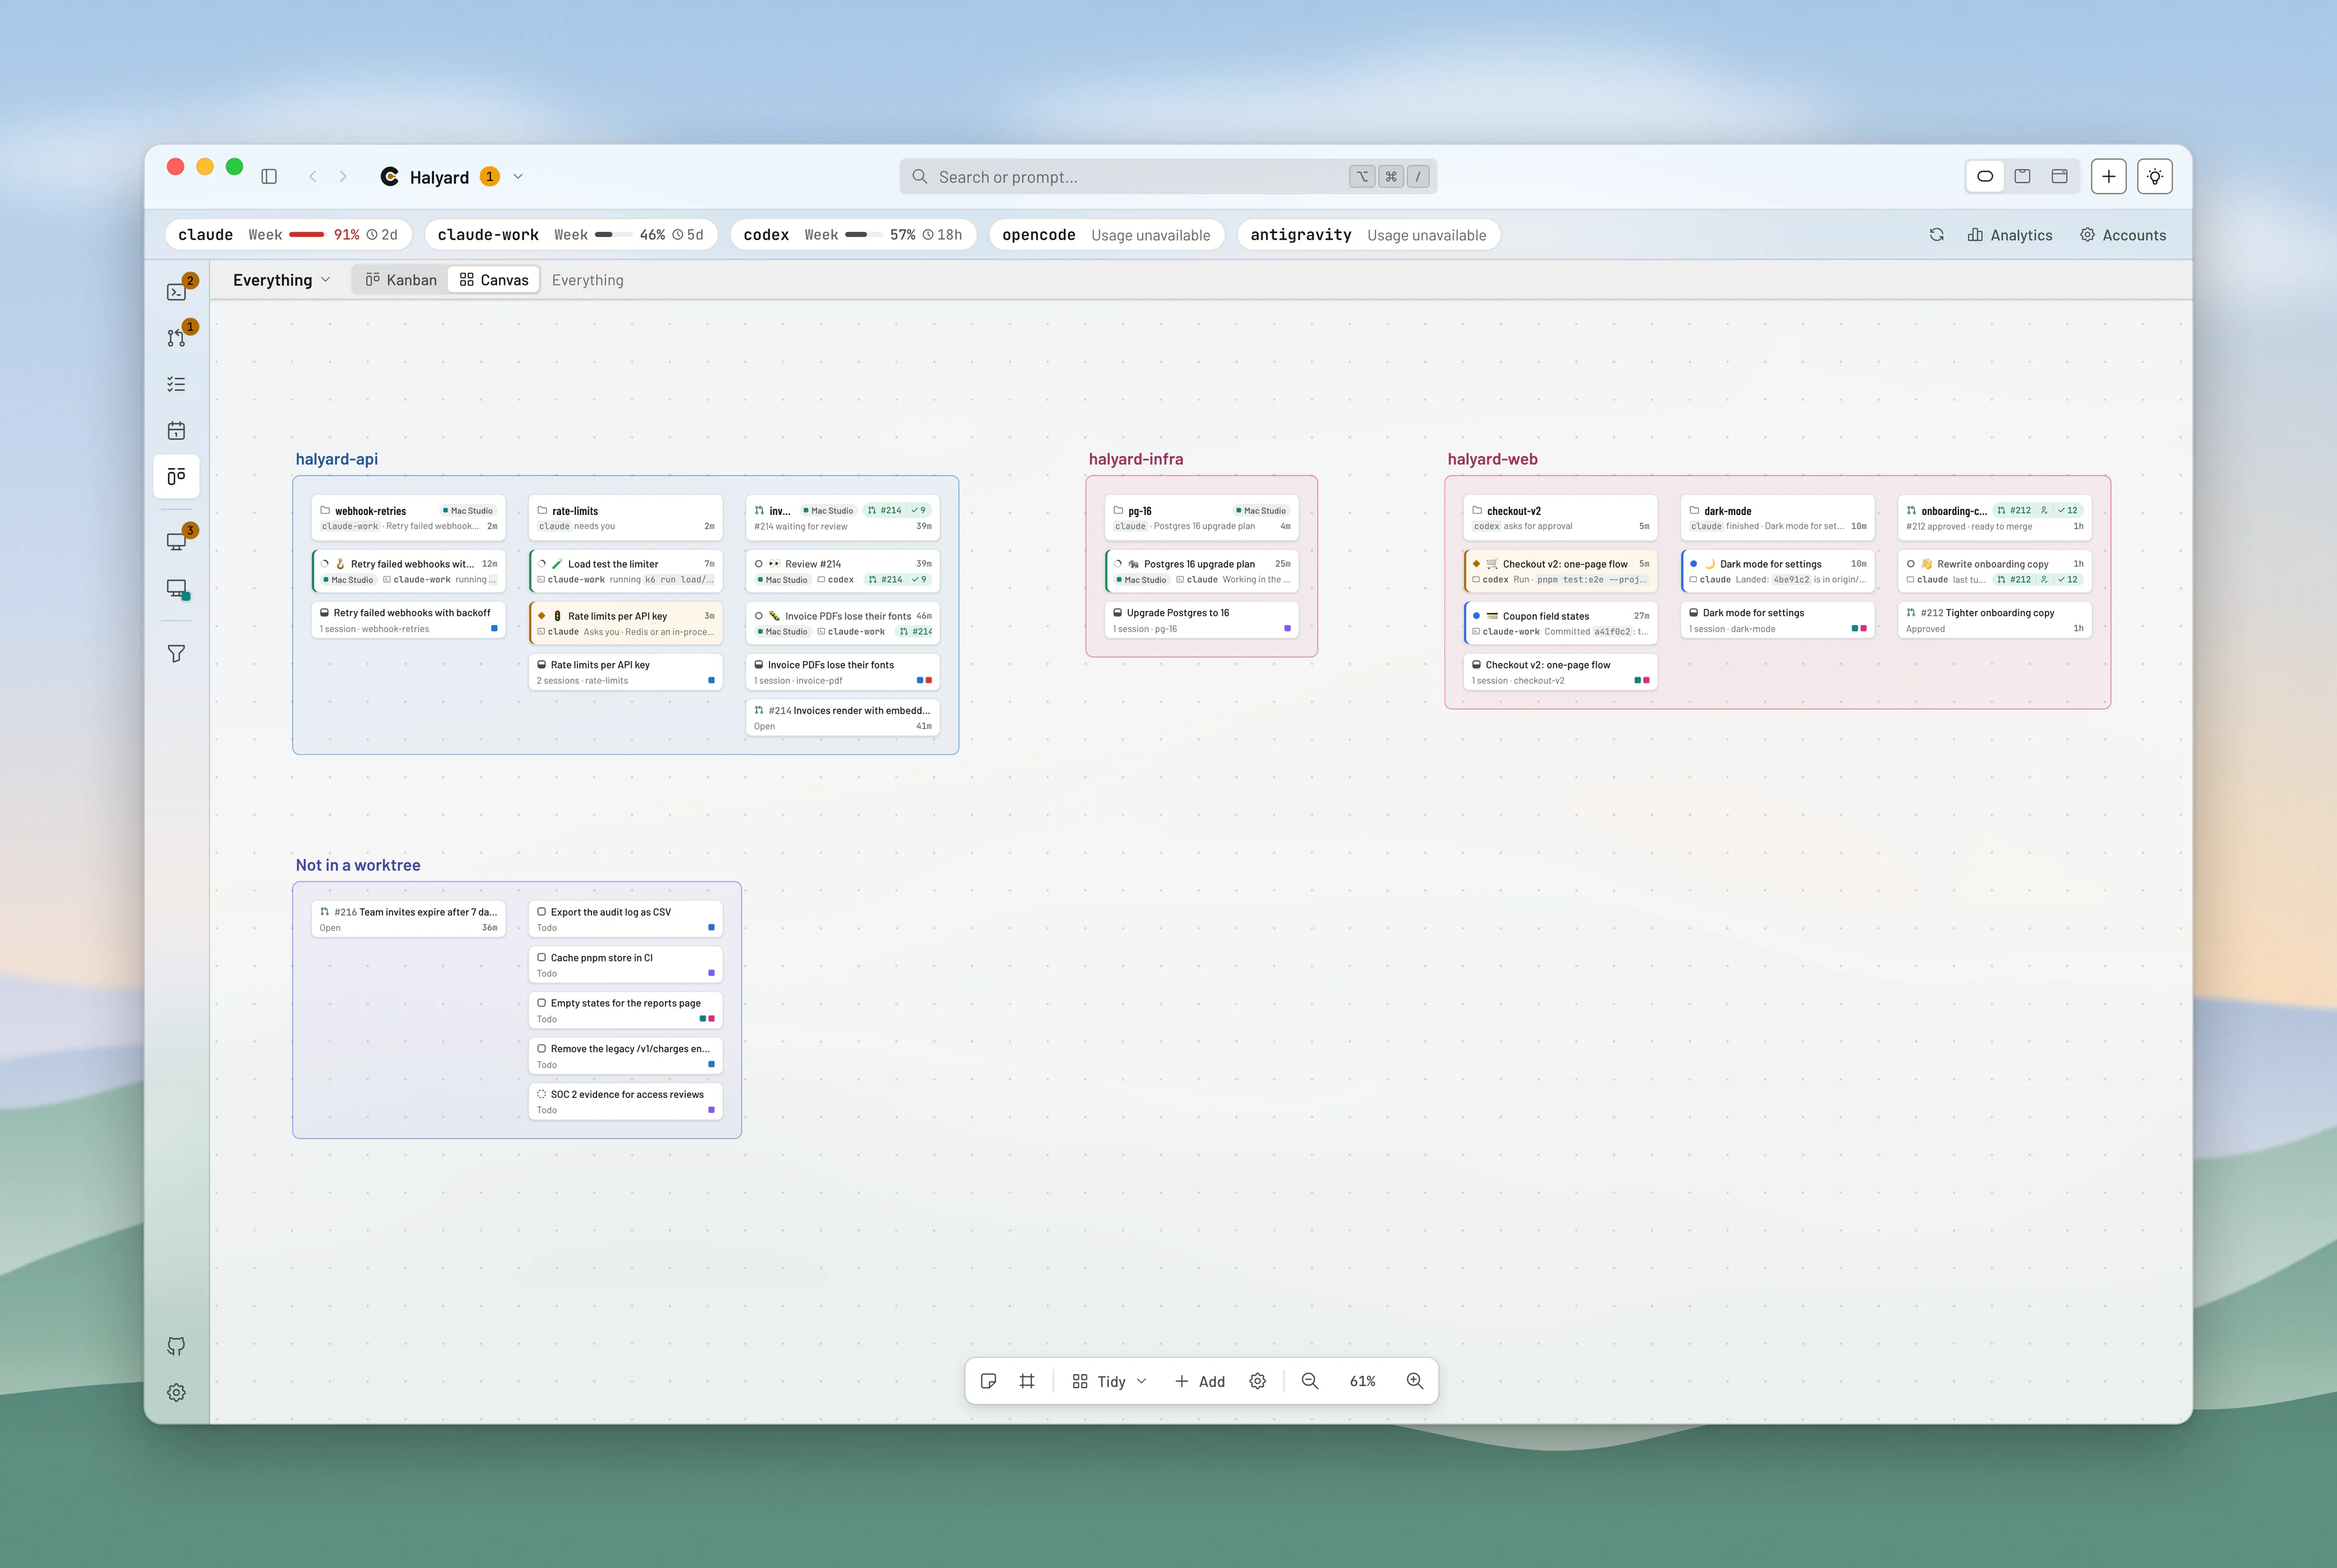 Halyard 1
Search or prompt... ⌥ ⌘ /
claude Week 91% 2d
claude-work Week 46% 5d
codex Week 57% 18h
opencode Usage unavailable
antigravity Usage unavailable
Analytics
Accounts
2
1
3
Everything
Kanban
Canvas
Everything
halyard-api
webhook-retries Mac Studio
claude-work · Retry failed webhook... 2m
Retry failed webhooks wit... 12m
Mac Studio claude-work running ...
Retry failed webhooks with backoff
1 session · webhook-retries
rate-limits
claude needs you 2m
Load test the limiter 7m
claude-work running k6 run load/...
Rate limits per API key 3m
claude Asks you · Redis or an in-proce...
Rate limits per API key
2 sessions · rate-limits
inv... Mac Studio #214 9
#214 waiting for review 39m
Review #214 39m
Mac Studio codex #214 9
Invoice PDFs lose their fonts 46m
Mac Studio claude-work #214
Invoice PDFs lose their fonts
1 session · invoice-pdf
#214 Invoices render with embedd...
Open 41m
halyard-infra
pg-16 Mac Studio
claude · Postgres 16 upgrade plan 4m
Postgres 16 upgrade plan 25m
Mac Studio claude Working in the ...
Upgrade Postgres to 16
1 session · pg-16
halyard-web
checkout-v2
codex asks for approval 5m
Checkout v2: one-page flow 5m
codex Run · pnpm test:e2e --proj...
Coupon field states 27m
claude-work Committed a41f0c2: t...
Checkout v2: one-page flow
1 session · checkout-v2
dark-mode
claude finished · Dark mode for set... 10m
Dark mode for settings 10m
claude Landed: 4be91c2 is in origin/...
Dark mode for settings
1 session · dark-mode
onboarding-c... #212 12
#212 approved · ready to merge 1h
Rewrite onboarding copy 1h
claude last tu... #212 12
#212 Tighter onboarding copy
Approved 1h
Not in a worktree
#216 Team invites expire after 7 da...
Open 36m
Export the audit log as CSV
Todo
Cache pnpm store in CI
Todo
Empty states for the reports page
Todo
Remove the legacy /v1/charges en...
Todo
SOC 2 evidence for access reviews
Todo
Tidy
Add
61%